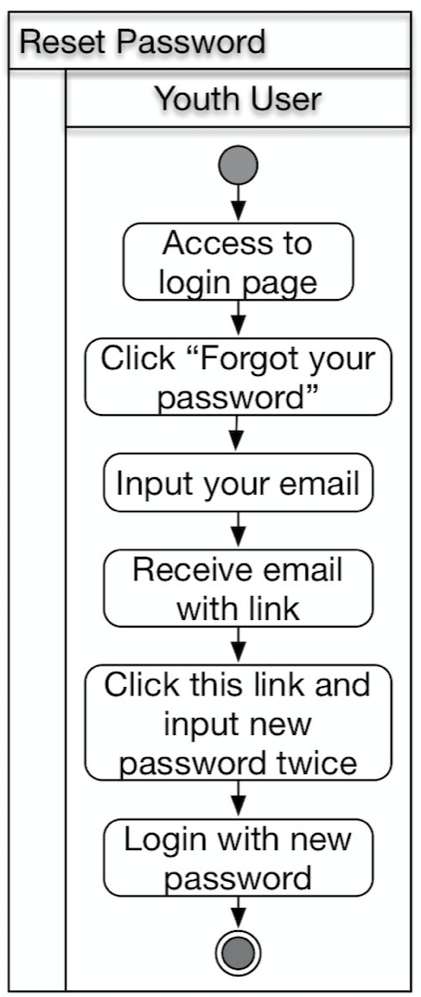 Reset Password
Youth User
Access to
login page
Click “Forgot your
password”
Input your email
Receive email
with link
Click this link and
input new
password twice
Login with new
password